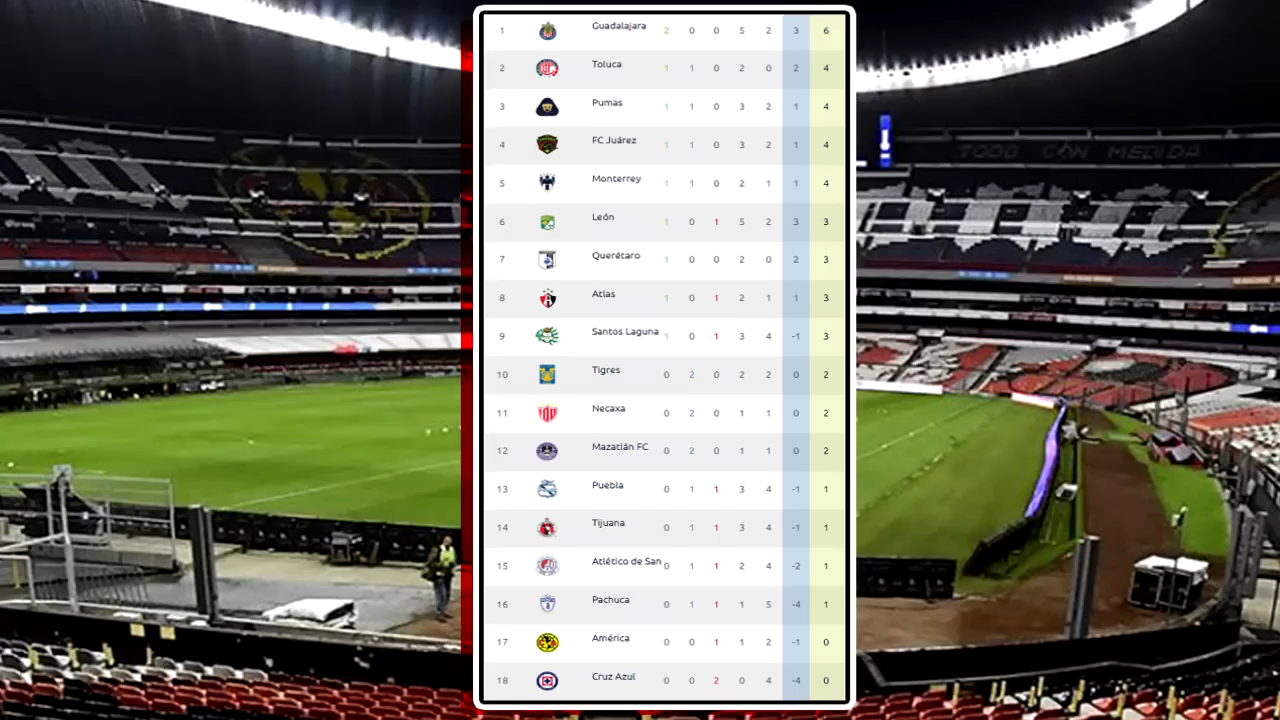 1 Guadalajara 2 0 0 5 2 3 6
2 Toluca 1 1 0 2 0 2 4
3 Pumas 1 1 0 3 2 1 4
4 FC Juárez 1 1 0 3 2 1 4
5 Monterrey 1 1 0 2 1 1 4
6 León 1 0 1 5 2 3 3
7 Querétaro 1 0 0 2 0 2 3
8 Atlas 1 0 1 2 1 1 3
9 Santos Laguna 1 0 1 3 4 -1 3
10 Tigres 0 2 0 2 2 0 2
11 Necaxa 0 2 0 1 1 0 2
12 Mazatlán FC 0 2 0 1 1 0 2
13 Puebla 0 1 1 3 4 -1 1
14 Tijuana 0 1 1 3 4 -1 1
15 Atlético de San 0 1 1 2 4 -2 1
16 Pachuca 0 1 1 1 5 -4 1
17 América 0 0 1 1 2 -1 0
18 Cruz Azul 0 0 2 0 4 -4 0
TODO CON MEDIDA